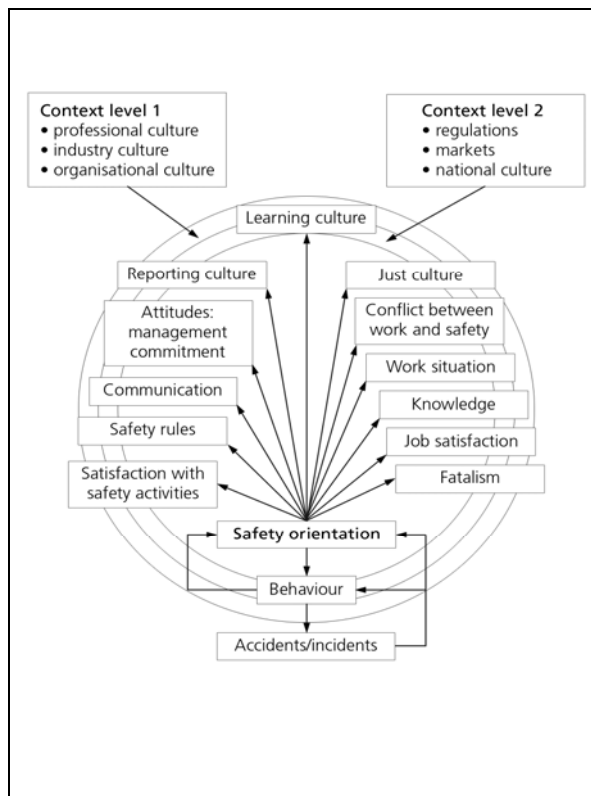 Context level 1
• professional culture
• industry culture
• organisational culture
Context level 2
• regulations
• markets
• national culture
Learning culture
Reporting culture
Just culture
Attitudes:
management
commitment
Conflict between
work and safety
Work situation
Communication
Knowledge
Safety rules
Job satisfaction
Satisfaction with
safety activities
Fatalism
Safety orientation
Behaviour
Accidents/incidents